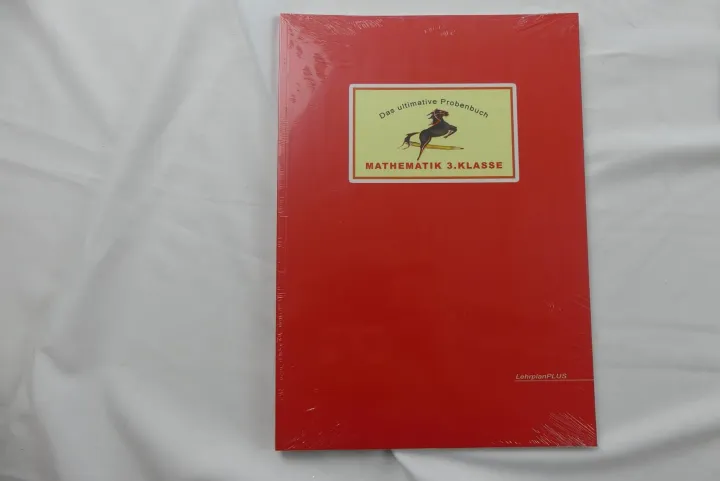 Das ultimative Probenbuch
MATHEMATIK 3.KLASSE
LehrplanPLUS